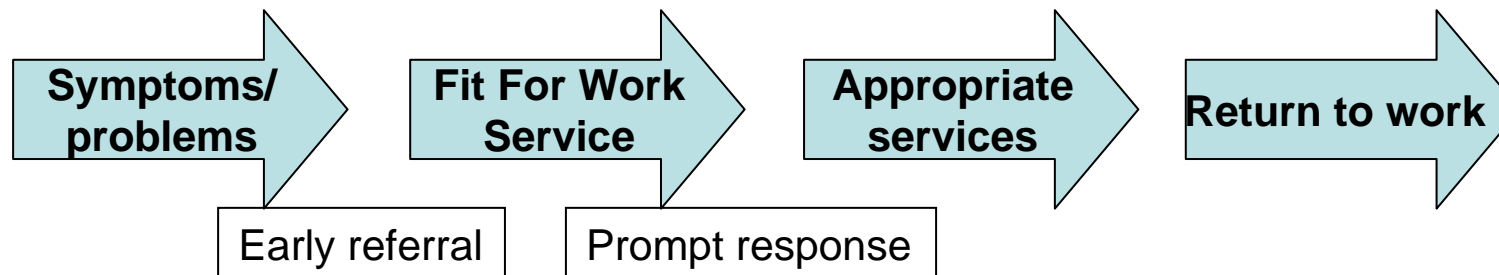 Symptoms/
problems
Fit For Work
Service
Appropriate
services
Return to work
Early referral
Prompt response